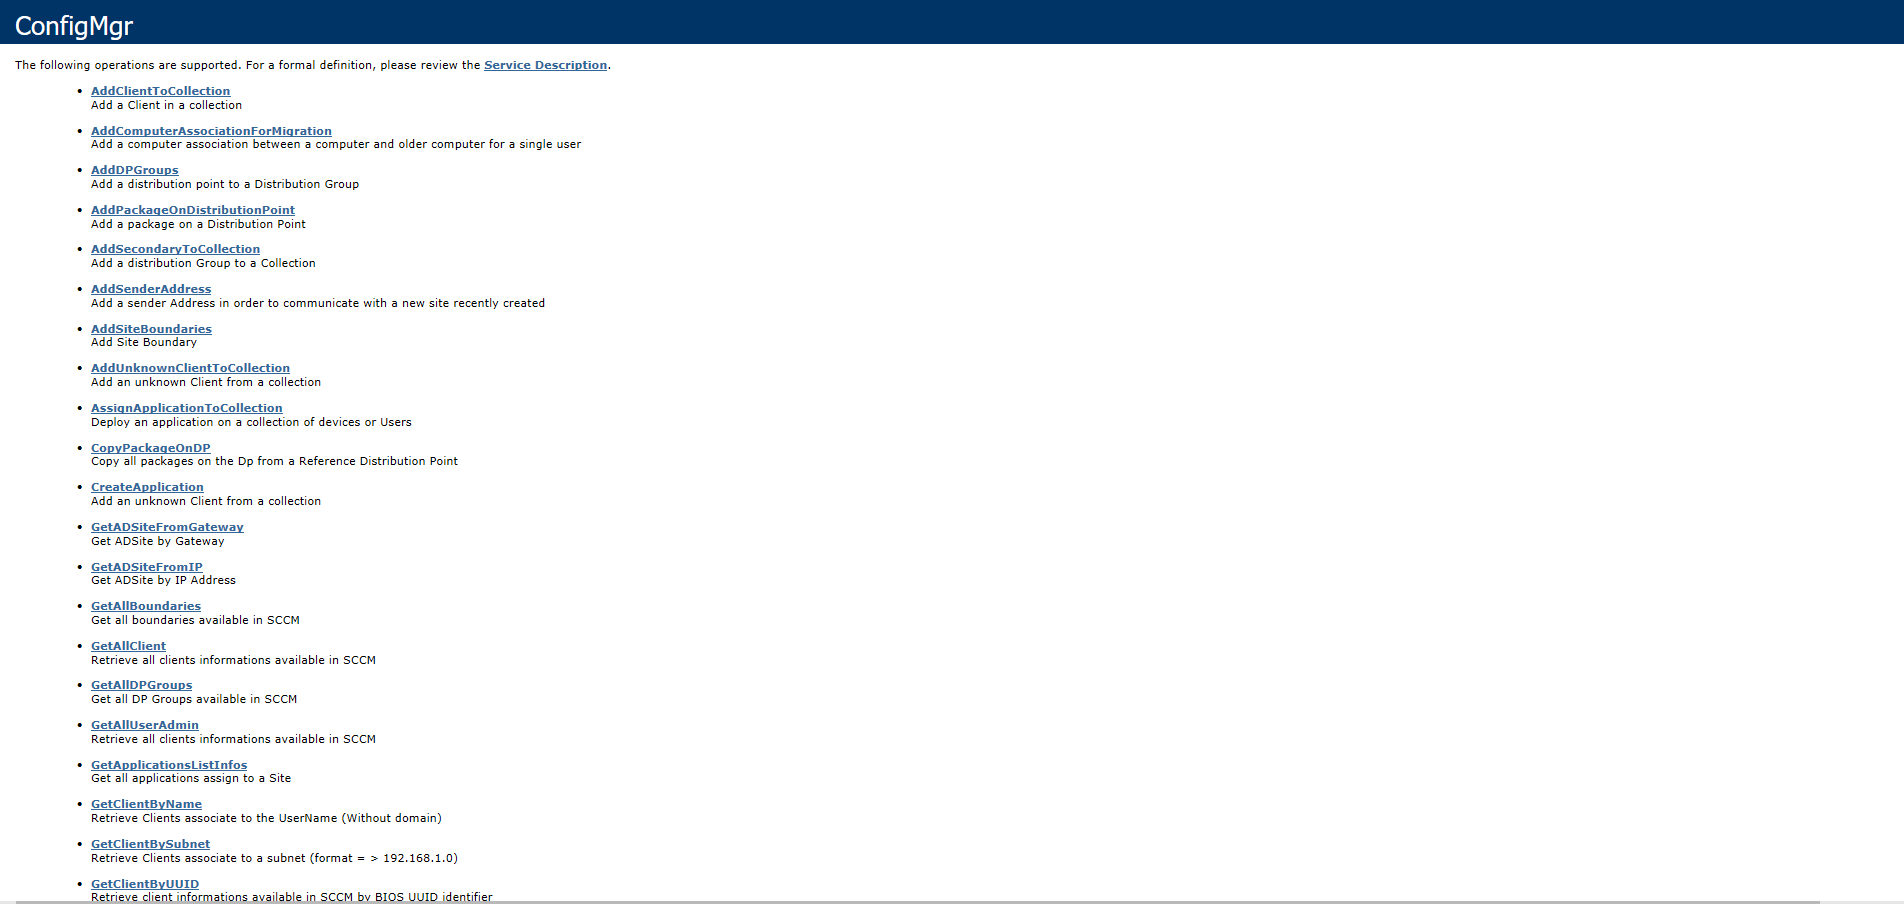 ConfigMgr
The following operations are supported. For a formal definition, please review the Service Description.
• AddClientToCollection
Add a Client in a collection
• AddComputerAssociationForMigration
Add a computer association between a computer and older computer for a single user
• AddDPGroups
Add a distribution point to a Distribution Group
• AddPackageOnDistributionPoint
Add a package on a Distribution Point
• AddSecondaryToCollection
Add a distribution Group to a Collection
• AddSenderAddress
Add a sender Address in order to communicate with a new site recently created
• AddSiteBoundaries
Add Site Boundary
• AddUnknownClientToCollection
Add an unknown Client from a collection
• AssignApplicationToCollection
Deploy an application on a collection of devices or Users
• CopyPackageOnDP
Copy all packages on the Dp from a Reference Distribution Point
• CreateApplication
Add an unknown Client from a collection
• GetADSiteFromGateway
Get ADSite by Gateway
• GetADSiteFromIP
Get ADSite by IP Address
• GetAllBoundaries
Get all boundaries available in SCCM
• GetAllClient
Retrieve all clients informations available in SCCM
• GetAllDPGroups
Get all DP Groups available in SCCM
• GetAllUserAdmin
Retrieve all clients informations available in SCCM
• GetApplicationsListInfos
Get all applications assign to a Site
• GetClientByName
Retrieve Clients associate to the UserName (Without domain)
• GetClientBySubnet
Retrieve Clients associate to a subnet (format = > 192.168.1.0)
• GetClientByUUID
Retrieve client informations available in SCCM by BIOS UUID identifier